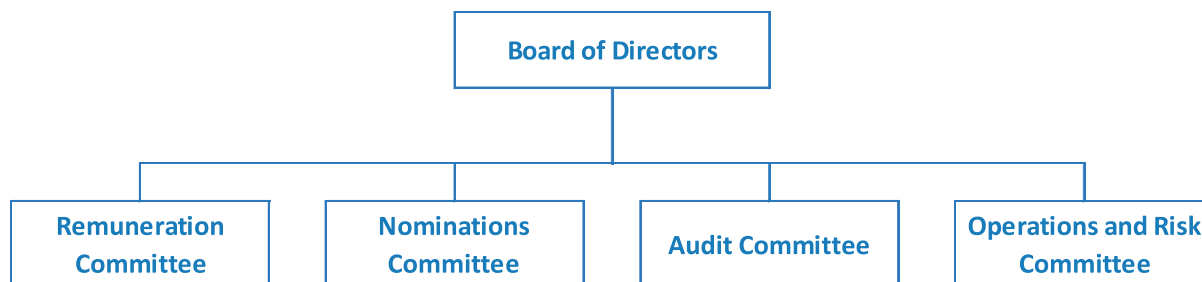 Board of Directors
Remuneration
Committee
Nominations
Committee
Audit Committee
Operations and Risk
Committee